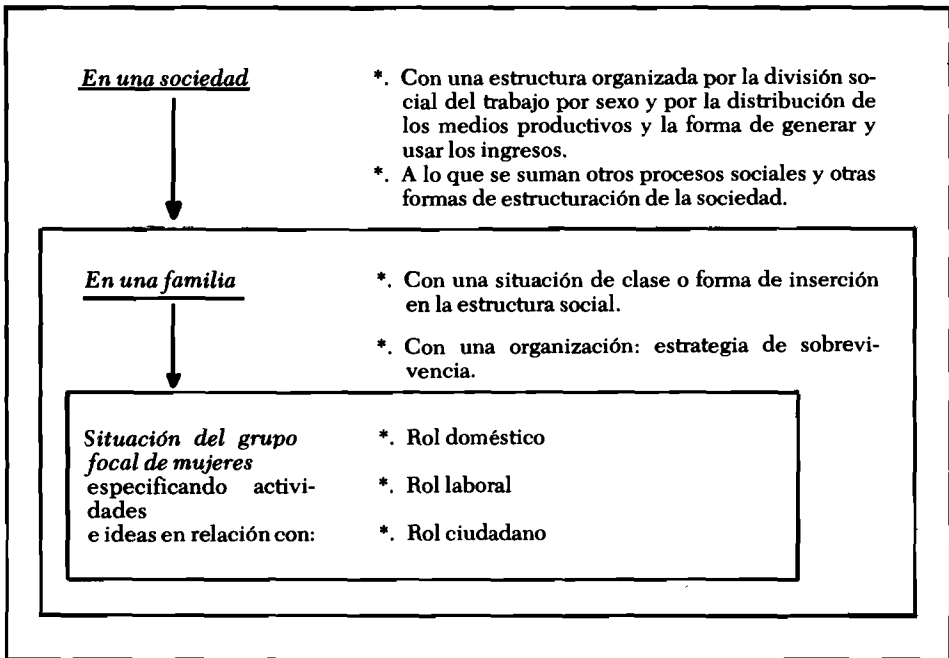 En una sociedad
*. Con una estructura organizada por la división so-
cial del trabajo por sexo y por la distribución de
los medios productivos y la forma de generar y
usar los ingresos.
*. A lo que se suman otros procesos sociales y otras
formas de estructuración de la sociedad.
En una familia
*. Con una situación de clase o forma de inserción
en la estructura social.
*. Con una organización: estrategia de sobrevi-
vencia.
Situación del grupo
focal de mujeres
especificando activi-
dades
e ideas en relación con:
*. Rol doméstico
*. Rol laboral
*. Rol ciudadano